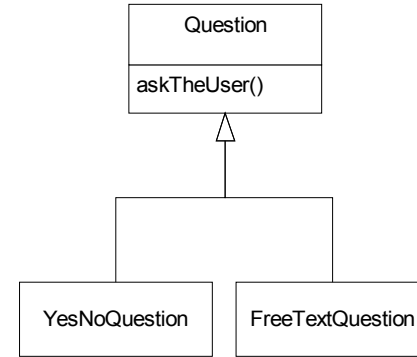 Question
askTheUser()
YesNoQuestion
FreeTextQuestion